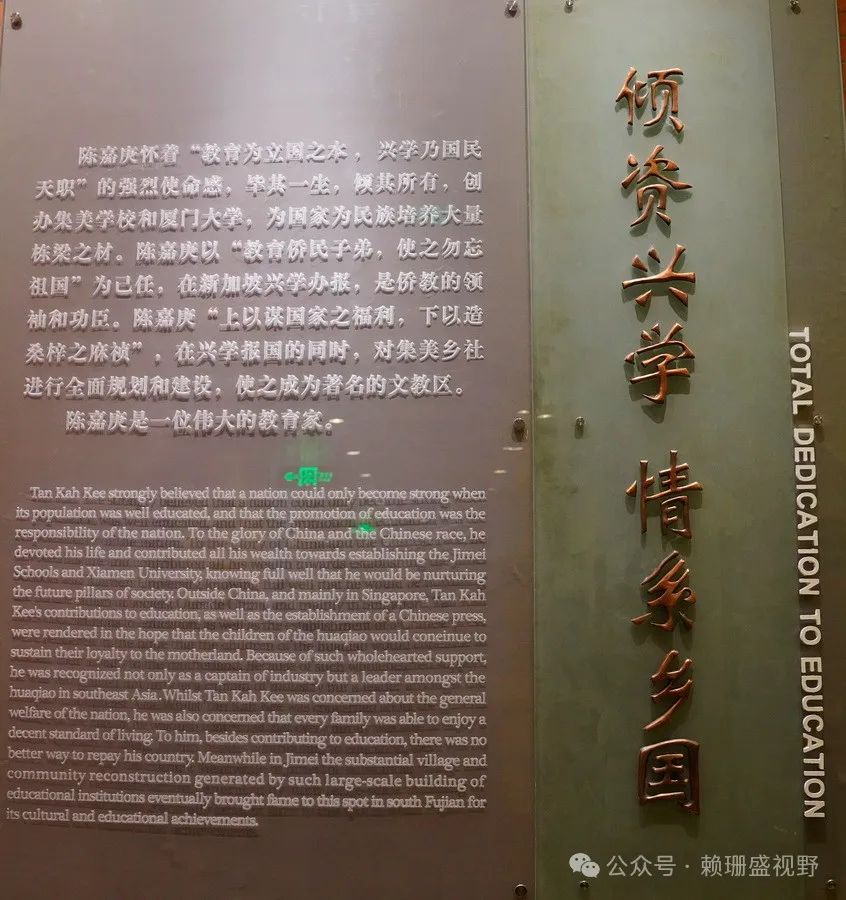 陈嘉庚怀着“教育为立国之本，兴学乃国民
天职”的强烈使命感，毕其一生，倾其所有，创
办集美学校和厦门大学，为国家为民族培养大量
栋梁之材。陈嘉庚以“教育侨民子弟，使之勿忘
祖国”为己任，在新加坡兴学办报，是侨教的领
袖和功臣。陈嘉庚“上以谋国家之福利，下以造
桑梓之庥祯”，在兴学报国的同时，对集美乡社
进行全面规划和建设，使之成为著名的文教区。
陈嘉庚是一位伟大的教育家。
Tan Kah Kee strongly believed that a nation could only become strong when
its population was well educated, and that the promotion of education was the
responsibility of the nation. To the glory of China and the Chinese race, he
devoted his life and contributed all his wealth towards establishing the Jimei
Schools and Xiamen University, knowing full well that he would be nurturing
the future pillars of society. Outside China, and mainly in Singapore, Tan Kah
Kee's contributions to education, as well as the establishment of a Chinese press,
were rendered in the hope that the children of the huaqiao would coneinue to
sustain their loyalty to the motherland. Because of such wholehearted support,
he was recognized not only as a captain of industry but a leader amongst the
huaqiao in southeast Asia. Whilst Tan Kah Kee was concerned about the general
welfare of the nation, he was also concerned that every family was able to enjoy a
decent standard of living. To him, besides contributing to education, there was no
better way to repay his country. Meanwhile in Jimei the substantial village and
community reconstruction generated by such large-scale building of
educational institutions eventually brought fame to this spot in south Fujian for
its cultural and educational achievements.
倾资兴学 情系乡国
TOTAL DEDICATION TO EDUCATION
公众号·赖珊盛视野